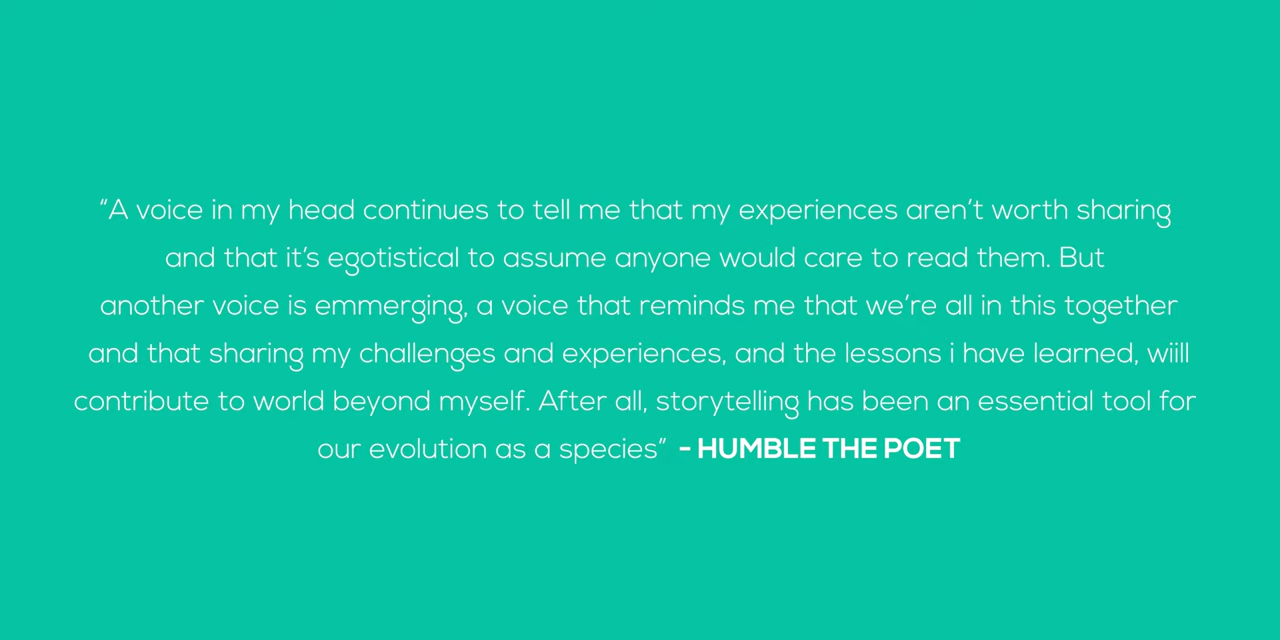 “A voice in my head continues to tell me that my experiences aren’t worth sharing
and that it’s egotistical to assume anyone would care to read them. But
another voice is emmerging, a voice that reminds me that we’re all in this together
and that sharing my challenges and experiences, and the lessons i have learned, wiill
contribute to world beyond myself. After all, storytelling has been an essential tool for
our evolution as a species” - HUMBLE THE POET